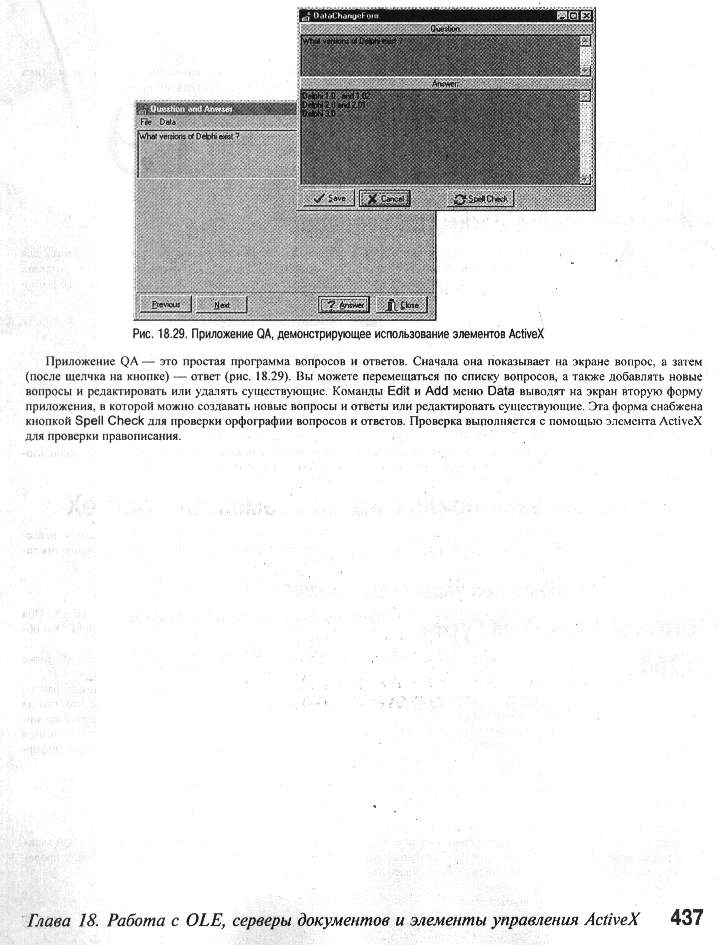 DataChangeForm
Question:
What versions of Delphi exist ?
Answer:
Delphi 1.0 , and 1.02
Delphi 2.0 and 2.01
Delphi 3.0
Save Cancel Spell Check
Question and Anwser
File Data
What versions of Delphi exist ?
Previous Next ? Answer Close
Рис. 18.29. Приложение QA, демонстрирующее использование элементов ActiveX
Приложение QA — это простая программа вопросов и ответов. Сначала она показывает на экране вопрос, а затем
(после щелчка на кнопке) — ответ (рис. 18.29). Вы можете перемещаться по списку вопросов, а также добавлять новые
вопросы и редактировать или удалять существующие. Команды Edit и Add меню Data выводят на экран вторую форму
приложения, в которой можно создавать новые вопросы и ответы или редактировать существующие. Эта форма снабжена
кнопкой Spell Check для проверки орфографии вопросов и ответов. Проверка выполняется с помощью элемента ActiveX
для проверки правописания.
Глава 18. Работа с OLE, серверы документов и элементы управления ActiveX 437